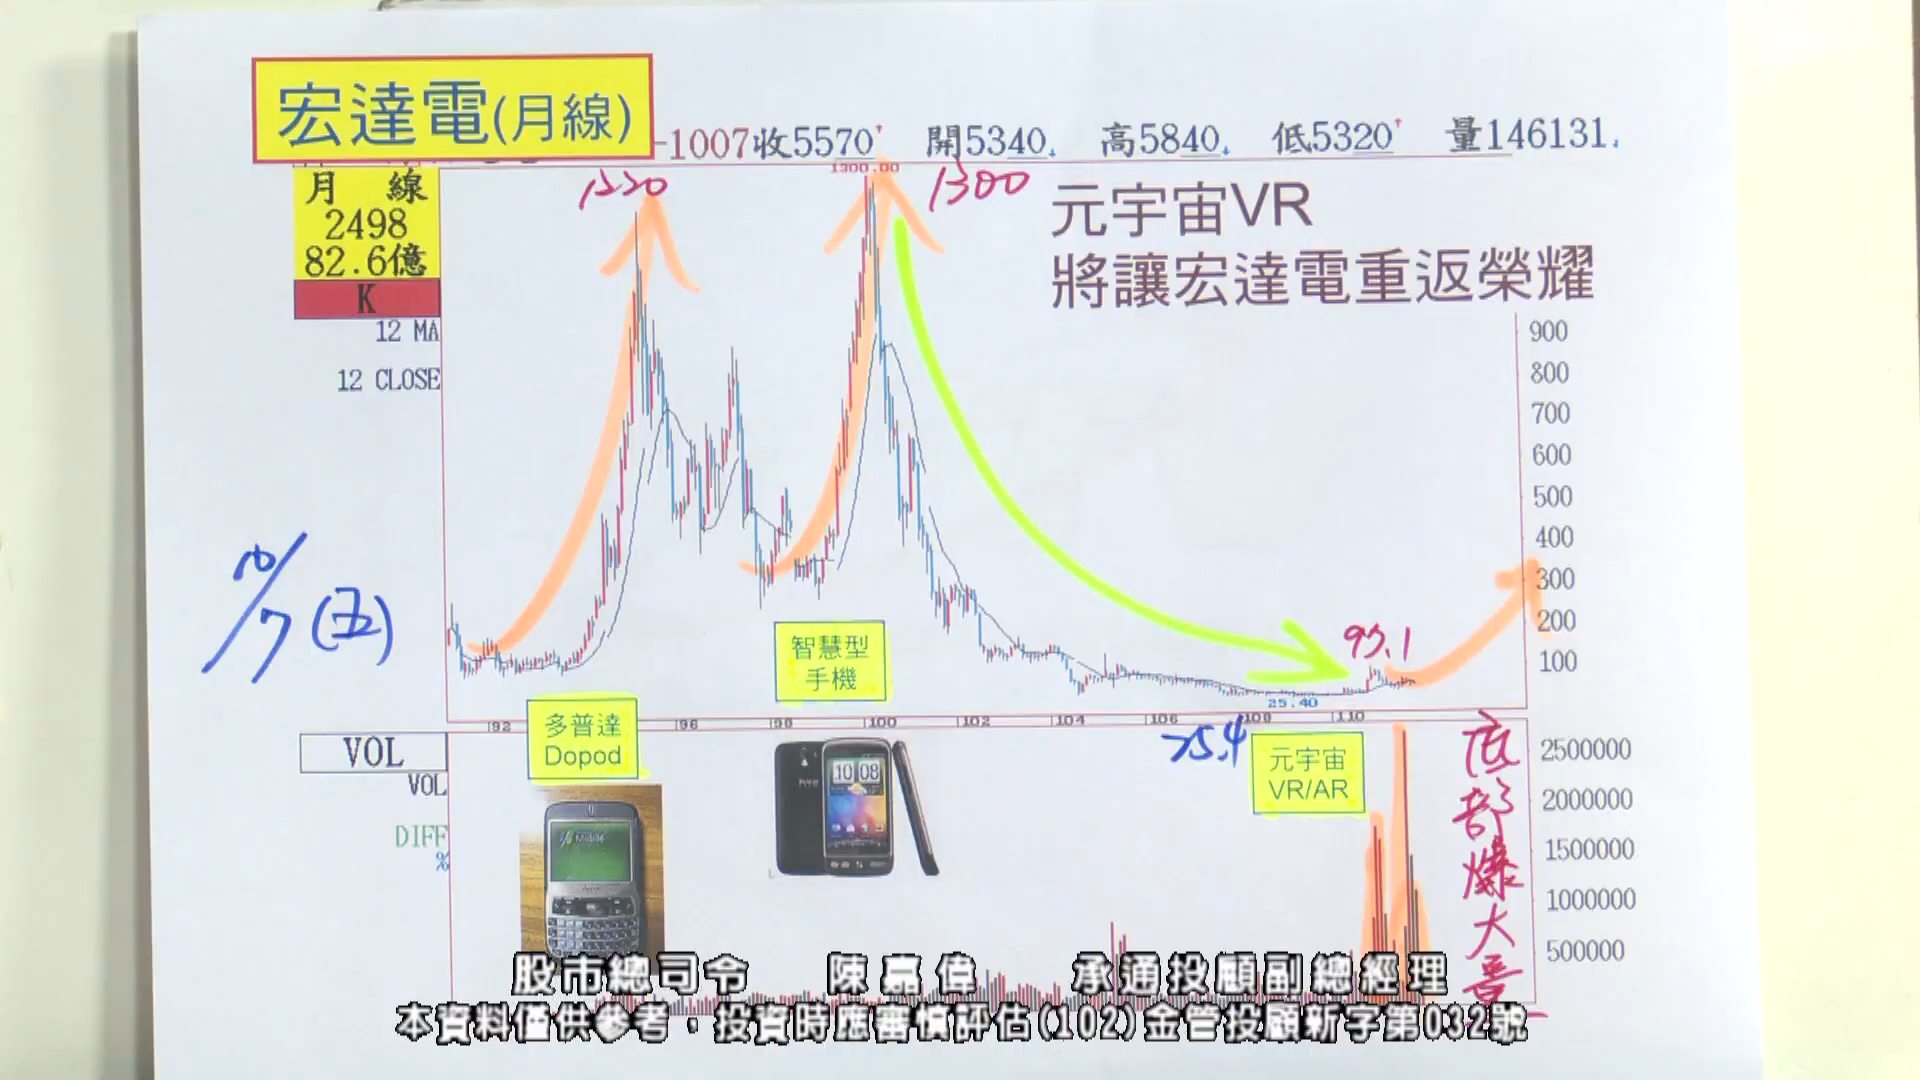 宏達電(月線)
-1007收5570 開5340 高5840 低5320 量146131
月 線
2498
82.6億
K
12 MA
12 CLOSE
1300.00
1300
元宇宙VR
將讓宏達電重返榮耀
900
800
700
600
500
400
300
200
100
10/7(五)
智慧型
手機
25.40
92
96
98
100
102
104
106
108
110
多普達
Dopod
元宇宙
VR/AR
底部爆大量
VOL
VOL
DIFF
%
10 08
2500000
2000000
1500000
1000000
500000
股市總司令 陳嘉偉 承通投顧副總經理
本資料僅供參考，投資時應審慎評估(102)金管投顧新字第032號